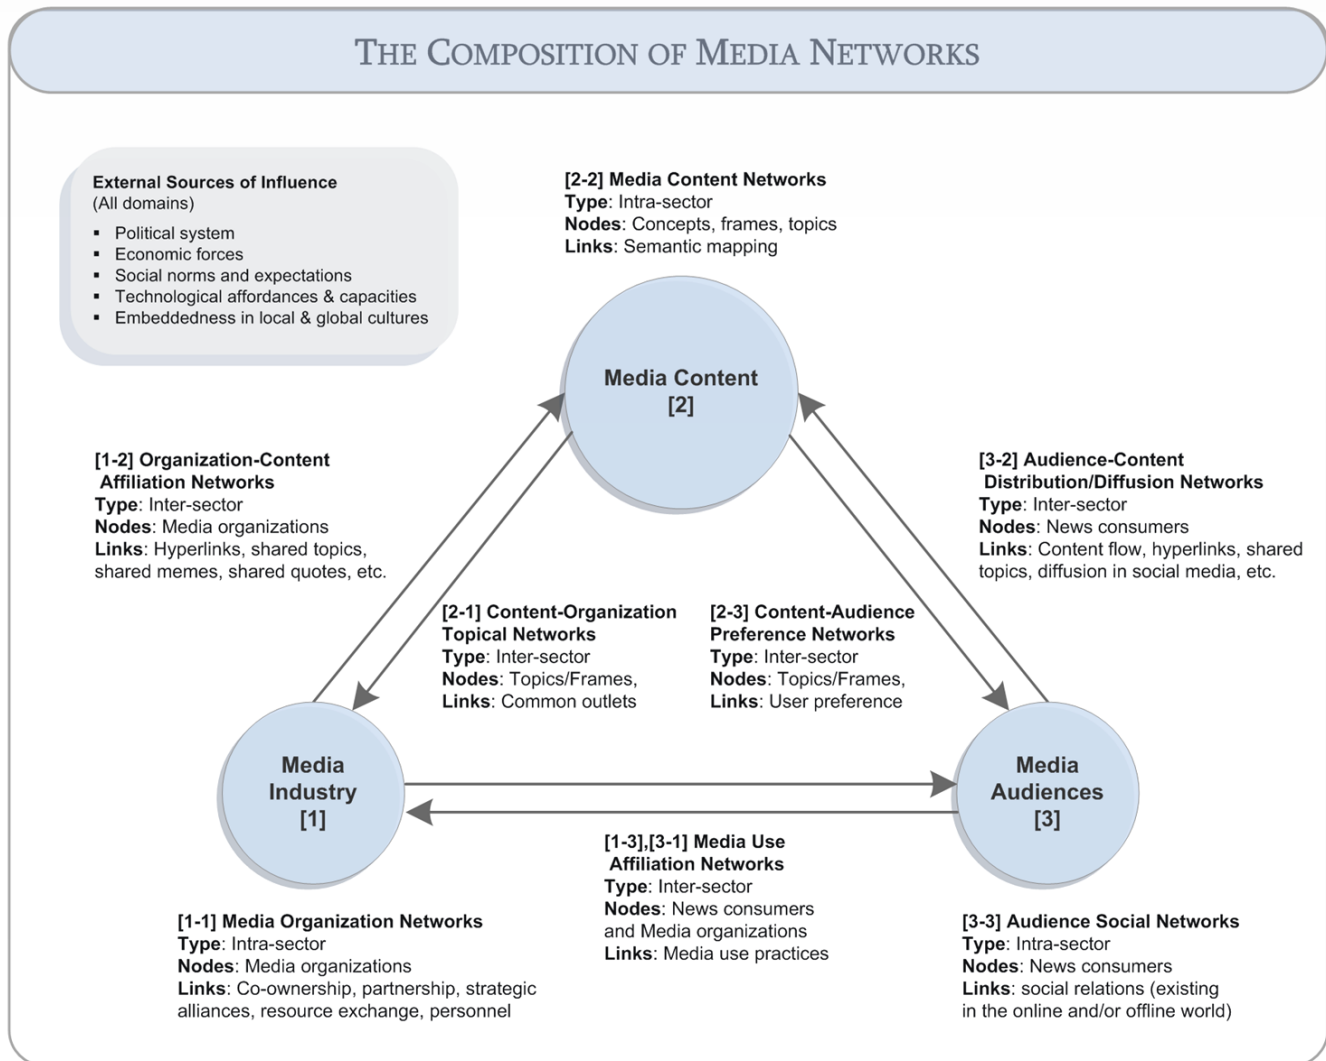 THE COMPOSITION OF MEDIA NETWORKS
External Sources of Influence
(All domains)
▪ Political system
▪ Economic forces
▪ Social norms and expectations
▪ Technological affordances & capacities
▪ Embeddedness in local & global cultures
[2-2] Media Content Networks
Type: Intra-sector
Nodes: Concepts, frames, topics
Links: Semantic mapping
Media Content
[2]
[1-2] Organization-Content
Affiliation Networks
Type: Inter-sector
Nodes: Media organizations
Links: Hyperlinks, shared topics,
shared memes, shared quotes, etc.
[3-2] Audience-Content
Distribution/Diffusion Networks
Type: Inter-sector
Nodes: News consumers
Links: Content flow, hyperlinks, shared
topics, diffusion in social media, etc.
[2-1] Content-Organization
Topical Networks
Type: Inter-sector
Nodes: Topics/Frames,
Links: Common outlets
[2-3] Content-Audience
Preference Networks
Type: Inter-sector
Nodes: Topics/Frames,
Links: User preference
Media
Industry
[1]
Media
Audiences
[3]
[1-3],[3-1] Media Use
Affiliation Networks
Type: Inter-sector
Nodes: News consumers
and Media organizations
Links: Media use practices
[1-1] Media Organization Networks
Type: Intra-sector
Nodes: Media organizations
Links: Co-ownership, partnership, strategic
alliances, resource exchange, personnel
[3-3] Audience Social Networks
Type: Intra-sector
Nodes: News consumers
Links: social relations (existing
in the online and/or offline world)